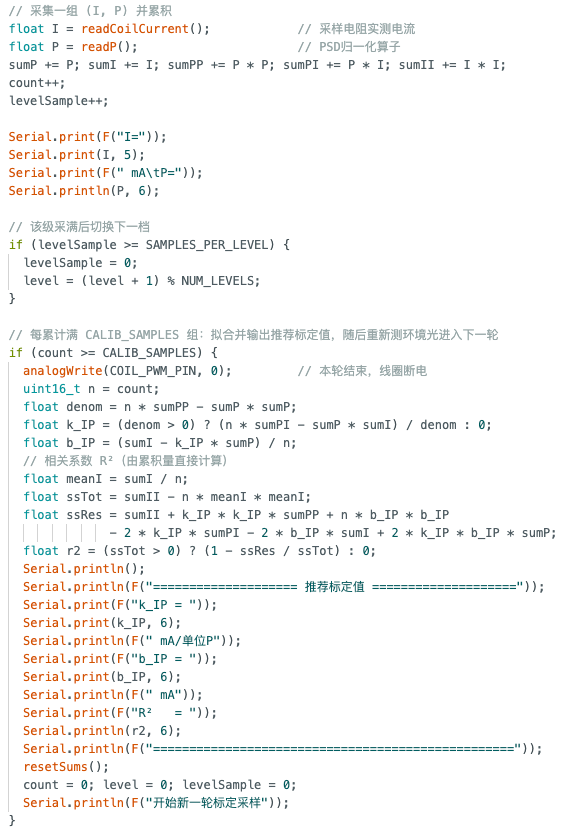 // 采集一组 (I, P) 并累积
float I = readCoilCurrent();            // 采样电阻实测电流
float P = readP();                      // PSD归一化算子
sumP += P; sumI += I; sumPP += P * P; sumPI += P * I; sumII += I * I;
count++;
levelSample++;

Serial.print(F("I="));
Serial.print(I, 5);
Serial.print(F(" mA\tP="));
Serial.println(P, 6);

// 该级采满后切换下一档
if (levelSample >= SAMPLES_PER_LEVEL) {
  levelSample = 0;
  level = (level + 1) % NUM_LEVELS;
}

// 每累计满 CALIB_SAMPLES 组：拟合并输出推荐标定值，随后重新测环境光进入下一轮
if (count >= CALIB_SAMPLES) {
  analogWrite(COIL_PWM_PIN, 0);         // 本轮结束，线圈断电
  uint16_t n = count;
  float denom = n * sumPP - sumP * sumP;
  float k_IP = (denom > 0) ? (n * sumPI - sumP * sumI) / denom : 0;
  float b_IP = (sumI - k_IP * sumP) / n;
  // 相关系数 R²（由累积量直接计算）
  float meanI = sumI / n;
  float ssTot = sumII - n * meanI * meanI;
  float ssRes = sumII + k_IP * k_IP * sumPP + n * b_IP * b_IP
              - 2 * k_IP * sumPI - 2 * b_IP * sumI + 2 * k_IP * b_IP * sumP;
  float r2 = (ssTot > 0) ? (1 - ssRes / ssTot) : 0;
  Serial.println();
  Serial.println(F("==================== 推荐标定值 ===================="));
  Serial.print(F("k_IP = "));
  Serial.print(k_IP, 6);
  Serial.println(F(" mA/单位P"));
  Serial.print(F("b_IP = "));
  Serial.print(b_IP, 6);
  Serial.println(F(" mA"));
  Serial.print(F("R²   = "));
  Serial.println(r2, 6);
  Serial.println(F("=================================================="));
  resetSums();
  count = 0; level = 0; levelSample = 0;
  Serial.println(F("开始新一轮标定采样"));
}